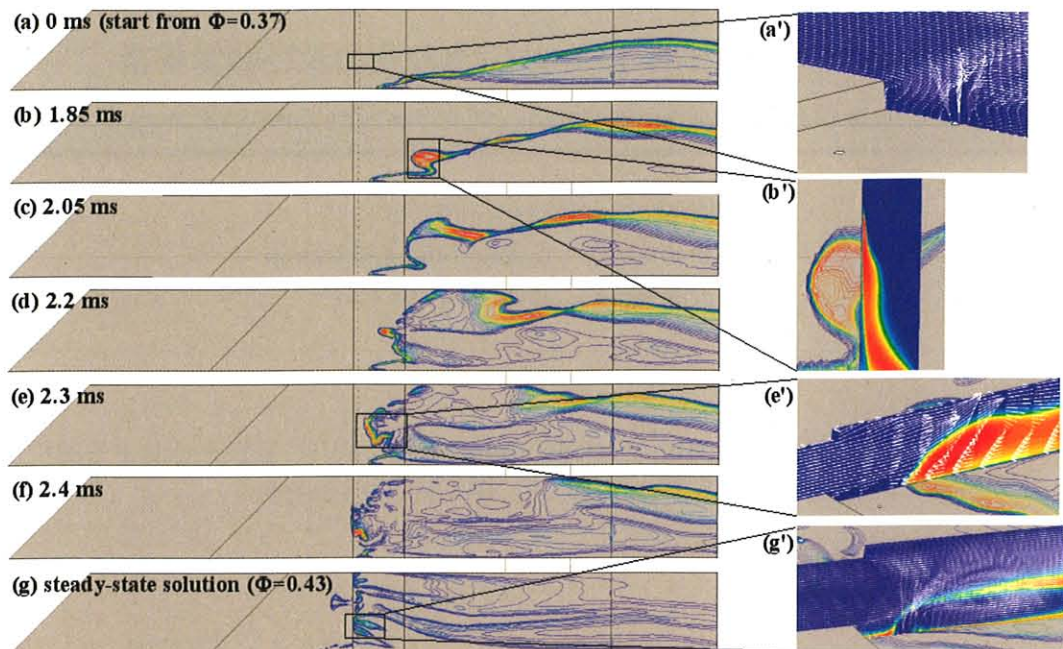 (a) 0 ms (start from Φ=0.37)
(a')
(b) 1.85 ms
(b')
(c) 2.05 ms
(d) 2.2 ms
(e) 2.3 ms
(e')
(f) 2.4 ms
(g')
(g) steady-state solution (Φ=0.43)